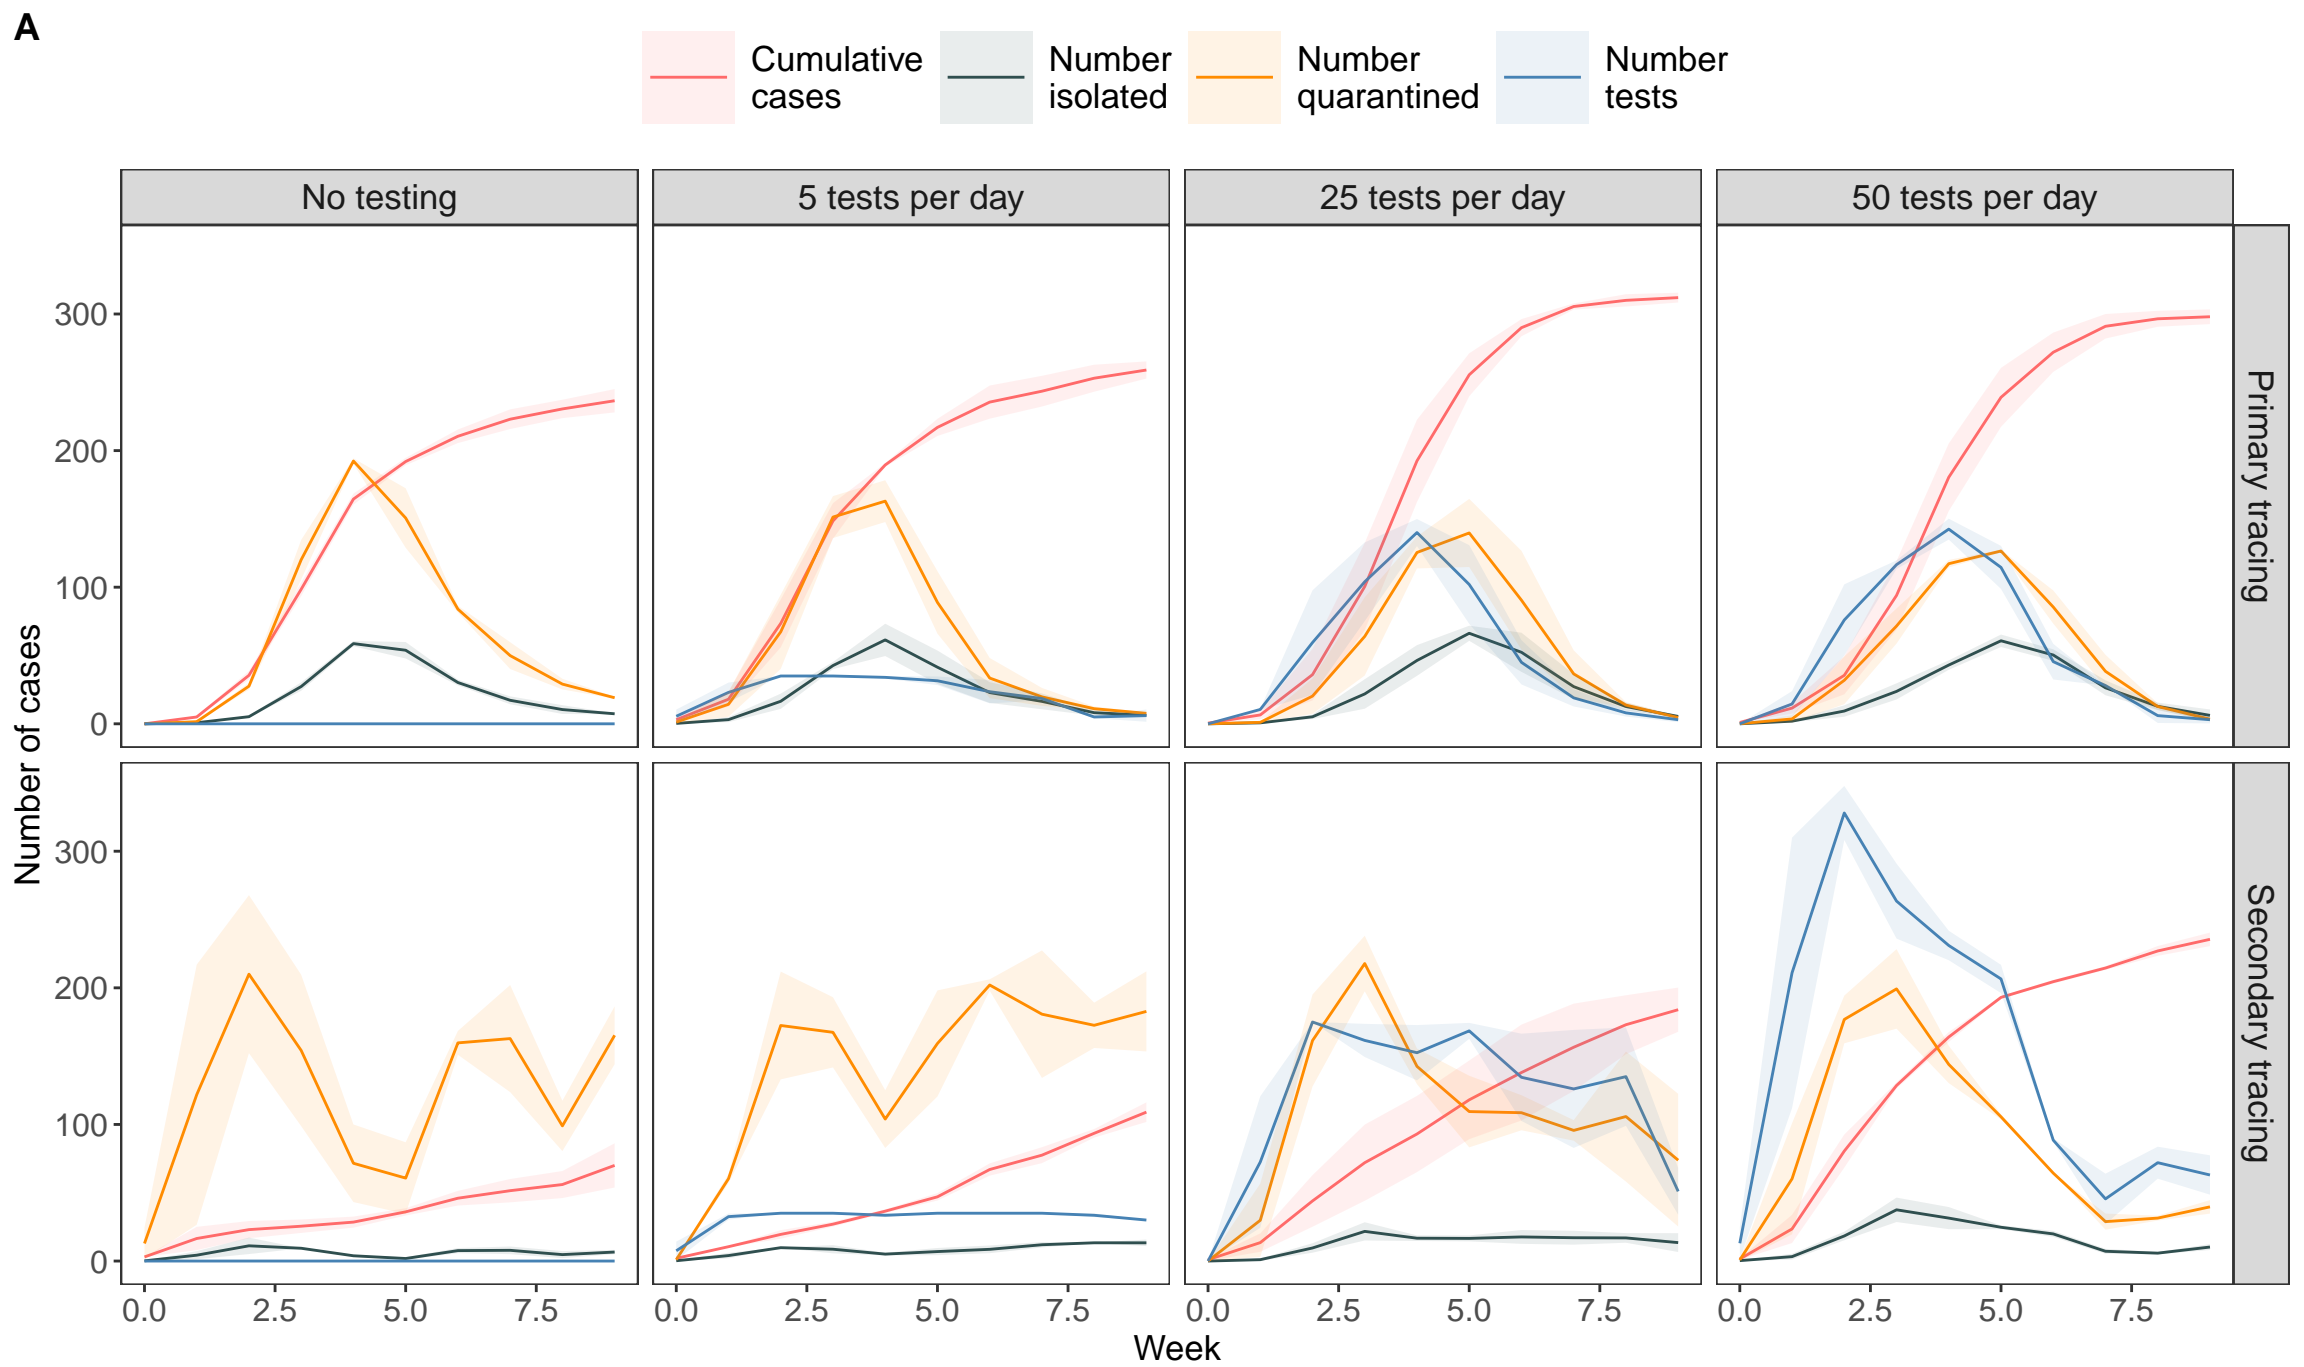 A
Cumulative
cases
Number
isolated
Number
quarantined
Number
tests
No testing
5 tests per day
25 tests per day
50 tests per day
Number of cases
300
200
100
0
Primary tracing
300
200
100
0
Secondary tracing
0.0 2.5 5.0 7.5
0.0 2.5 5.0 7.5
0.0 2.5 5.0 7.5
0.0 2.5 5.0 7.5
Week